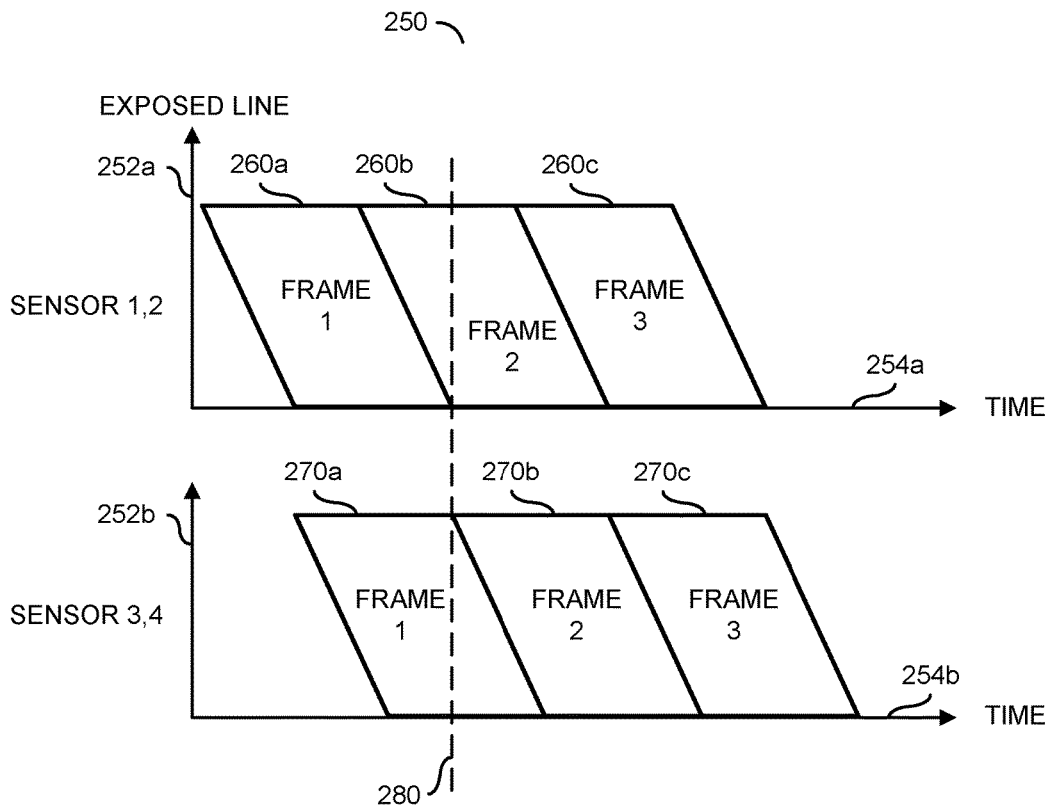 250
EXPOSED LINE
252a
260a
260b
260c
FRAME
1
FRAME
2
FRAME
3
SENSOR 1,2
254a
TIME
270a
270b
270c
252b
FRAME
1
FRAME
2
FRAME
3
SENSOR 3,4
254b
TIME
280